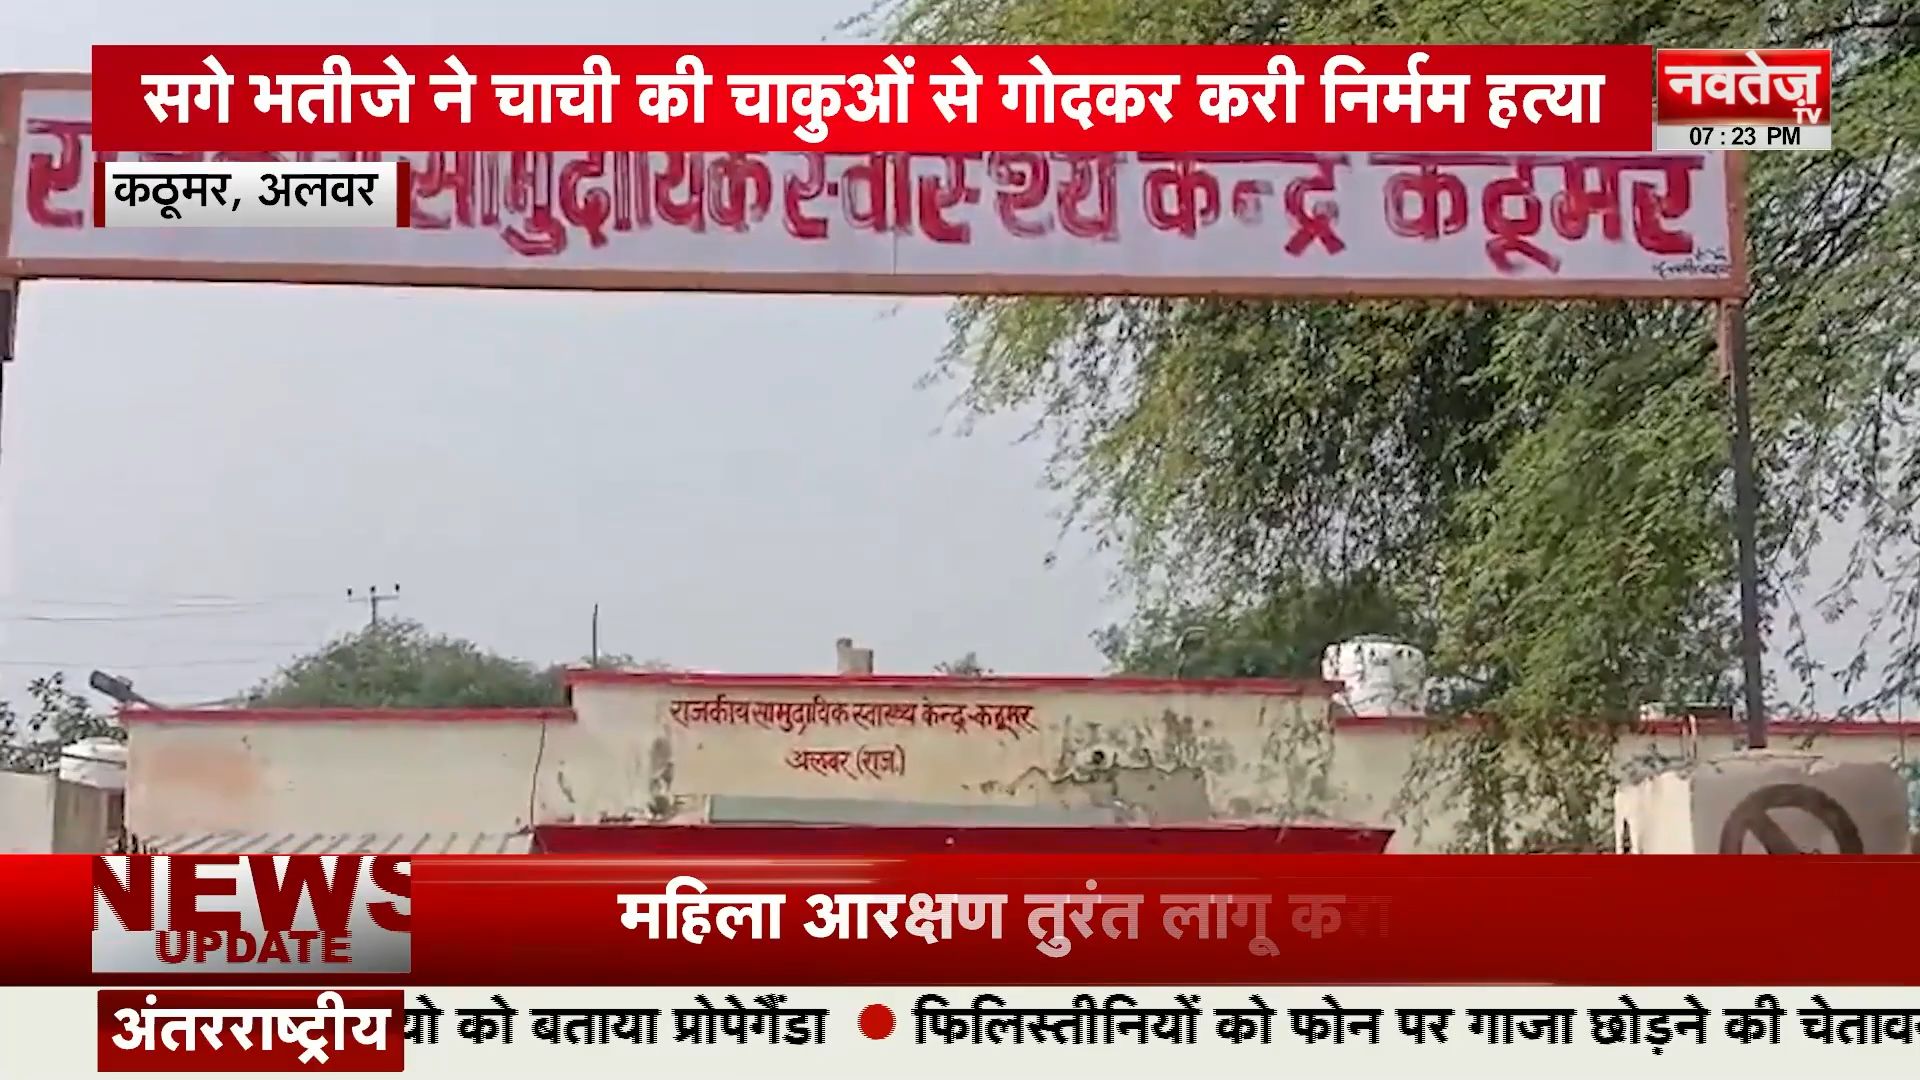 सगे भतीजे ने चाची की चाकुओं से गोदकर करी निर्मम हत्या
नवतेज़
TV
07 : 23 PM
कठूमर, अलवर
सामुदायिक स्वास्थ्य केन्द्र कठूमर
राजकीय सामुदायिक स्वास्थ्य केन्द्र-कठूमर
अलवर (राज.)
NEWS
UPDATE
महिला आरक्षण तुरंत लागू करा
अंतरराष्ट्रीय
यो को बताया प्रोपेगैंडा ● फिलिस्तीनियों को फोन पर गाजा छोड़ने की चेताव